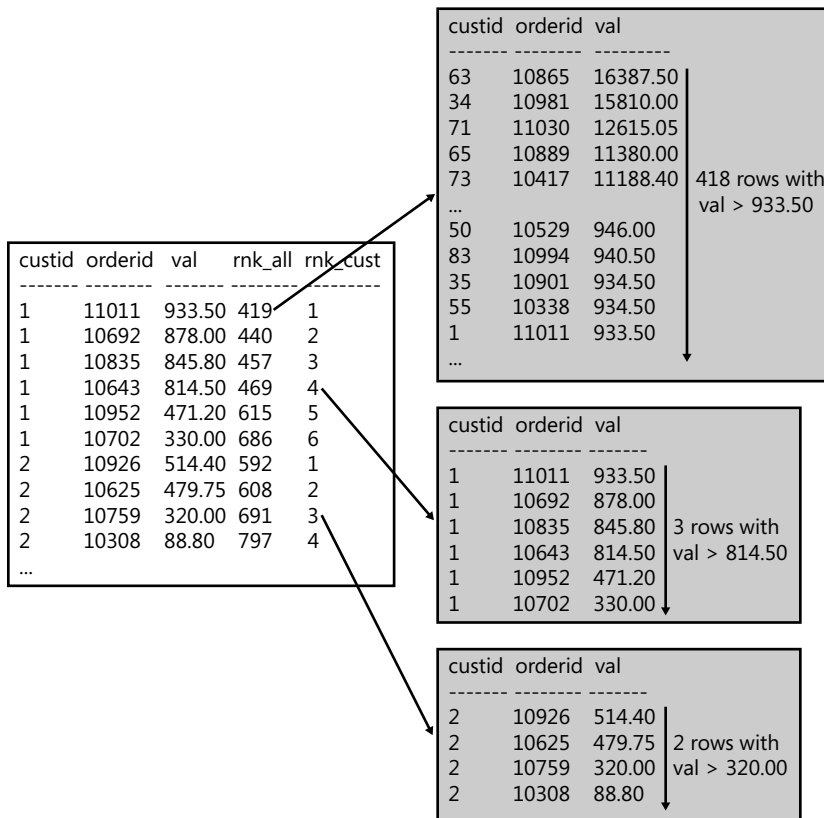 custid orderid val
------- -------- ---------
63 10865 16387.50
34 10981 15810.00
71 11030 12615.05
65 10889 11380.00
73 10417 11188.40
...
50 10529 946.00
83 10994 940.50
35 10901 934.50
55 10338 934.50
1 11011 933.50
...
418 rows with
val > 933.50
custid orderid val rnk_all rnk_cust
------- -------- ------- -------- ---------
1 11011 933.50 419 1
1 10692 878.00 440 2
1 10835 845.80 457 3
1 10643 814.50 469 4
1 10952 471.20 615 5
1 10702 330.00 686 6
2 10926 514.40 592 1
2 10625 479.75 608 2
2 10759 320.00 691 3
2 10308 88.80 797 4
...
custid orderid val
------- -------- -------
1 11011 933.50
1 10692 878.00
1 10835 845.80
1 10643 814.50
1 10952 471.20
1 10702 330.00
3 rows with
val > 814.50
custid orderid val
------- -------- -------
2 10926 514.40
2 10625 479.75
2 10759 320.00
2 10308 88.80
2 rows with
val > 320.00